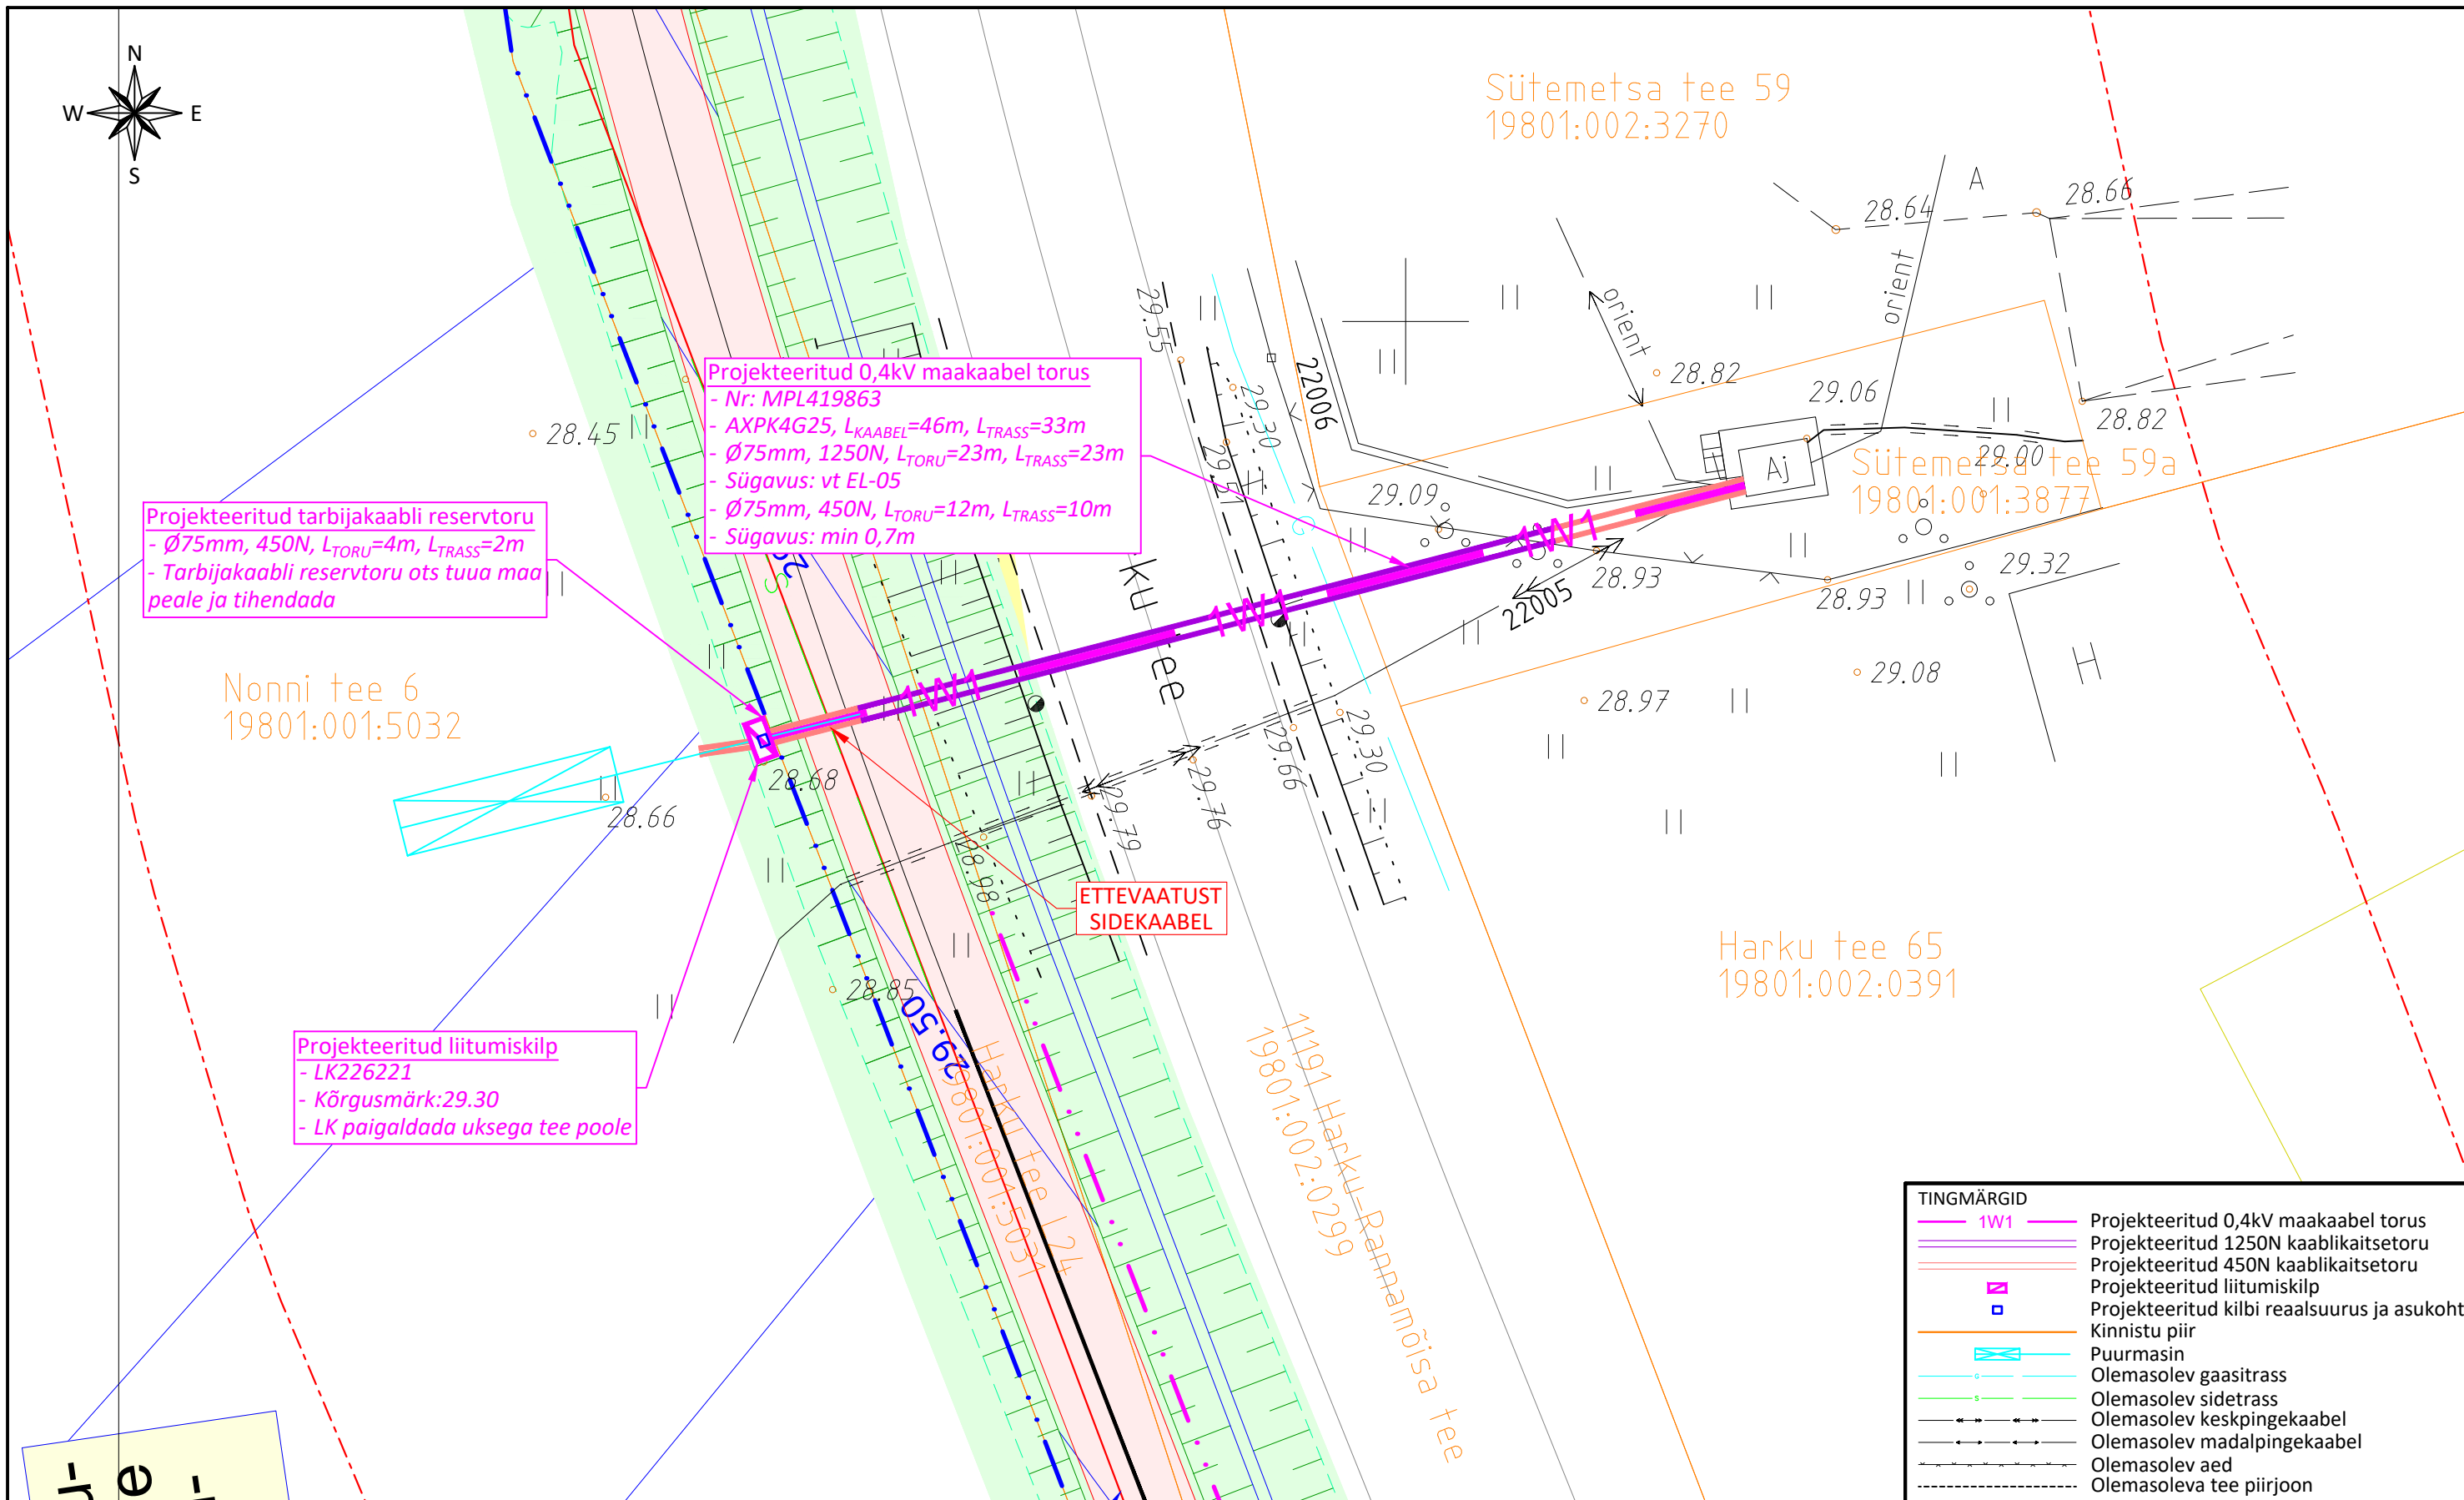 N
W
E
S
Sütemetsa tee 59
19801:002:3270
A
28.66
28.64
orient
orient
29.55
28.82
29.06
22006
28.82
29.30
29.57
Projekteeritud 0,4kV maakaabel torus
- Nr: MPL419863
- AXPK4G25, LKAABEL=46m, LTRASS=33m
- Ø75mm, 1250N, LTORU=23m, LTRASS=23m
- Sügavus: vt EL-05
- Ø75mm, 450N, LTORU=12m, LTRASS=10m
- Sügavus: min 0,7m
28.45
Aj
29.00
Sütemetsa tee 59a
19801:001:3877
29.09
G
Projekteeritud tarbijakaabli reservtoru
- Ø75mm, 450N, LTORU=4m, LTRASS=2m
- Tarbijakaabli reservtoru ots tuua maa
peale ja tihendada
S
1W1
1W1
1W1
28.93
28.93
29.32
22005
ku tee
H
29.08
28.97
Nonni tee 6
19801:001:5032
28.68
28.66
29.66
29.30
29.76
29.79
28.98
ETTEVAATUST
SIDEKAABEL
Harku tee 65
19801:002:0391
28.85
29.50
Projekteeritud liitumiskilp
- LK226221
- Kõrgusmärk:29.30
- LK paigaldada uksega tee poole
Harku tee L24
19801:001:5031
11191 Harku-Rannamõisa tee
19801:002:0299
TINGMÄRGID
1W1 Projekteeritud 0,4kV maakaabel torus
Projekteeritud 1250N kaablikaitsetoru
Projekteeritud 450N kaablikaitsetoru
Projekteeritud liitumiskilp
Projekteeritud kilbi reaalsuurus ja asukoht
Kinnistu piir
Puurmasin
G Olemasolev gaasitrass
S Olemasolev sidetrass
Olemasolev keskpingekaabel
Olemasolev madalpingekaabel
Olemasolev aed
Olemasoleva tee piirjoon